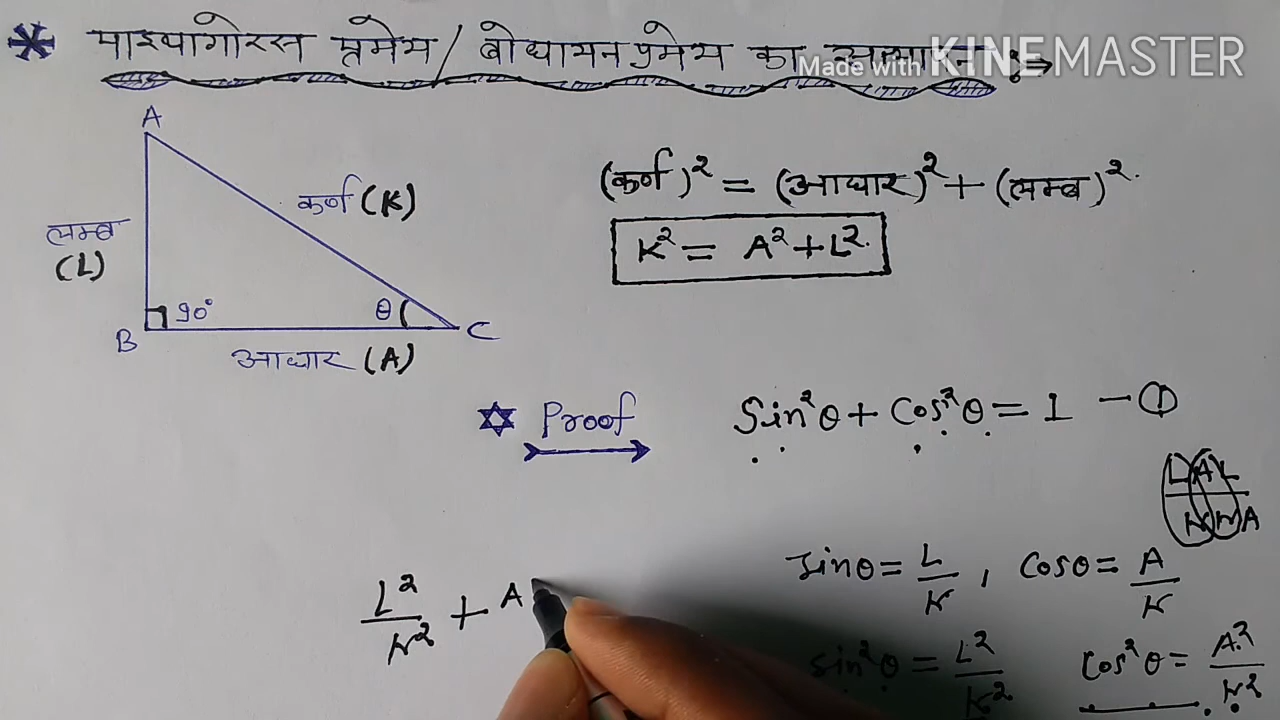 पाइथागोरस प्रमेय / बोधायन प्रमेय का :→
Made with KINEMASTER
A
कर्ण (K)
लम्ब
(L)
90°
θ
B
C
आधार (A)
(कर्ण)² = (आधार)² + (लम्ब)².
K² = A² + L².
Proof
Sin²θ + Cos²θ = 1 — ①
L A L
K K A
Sinθ = L/K , Cosθ = A/K
L²/K² + A
Sin²θ = L²/K² Cos²θ = A²/K²